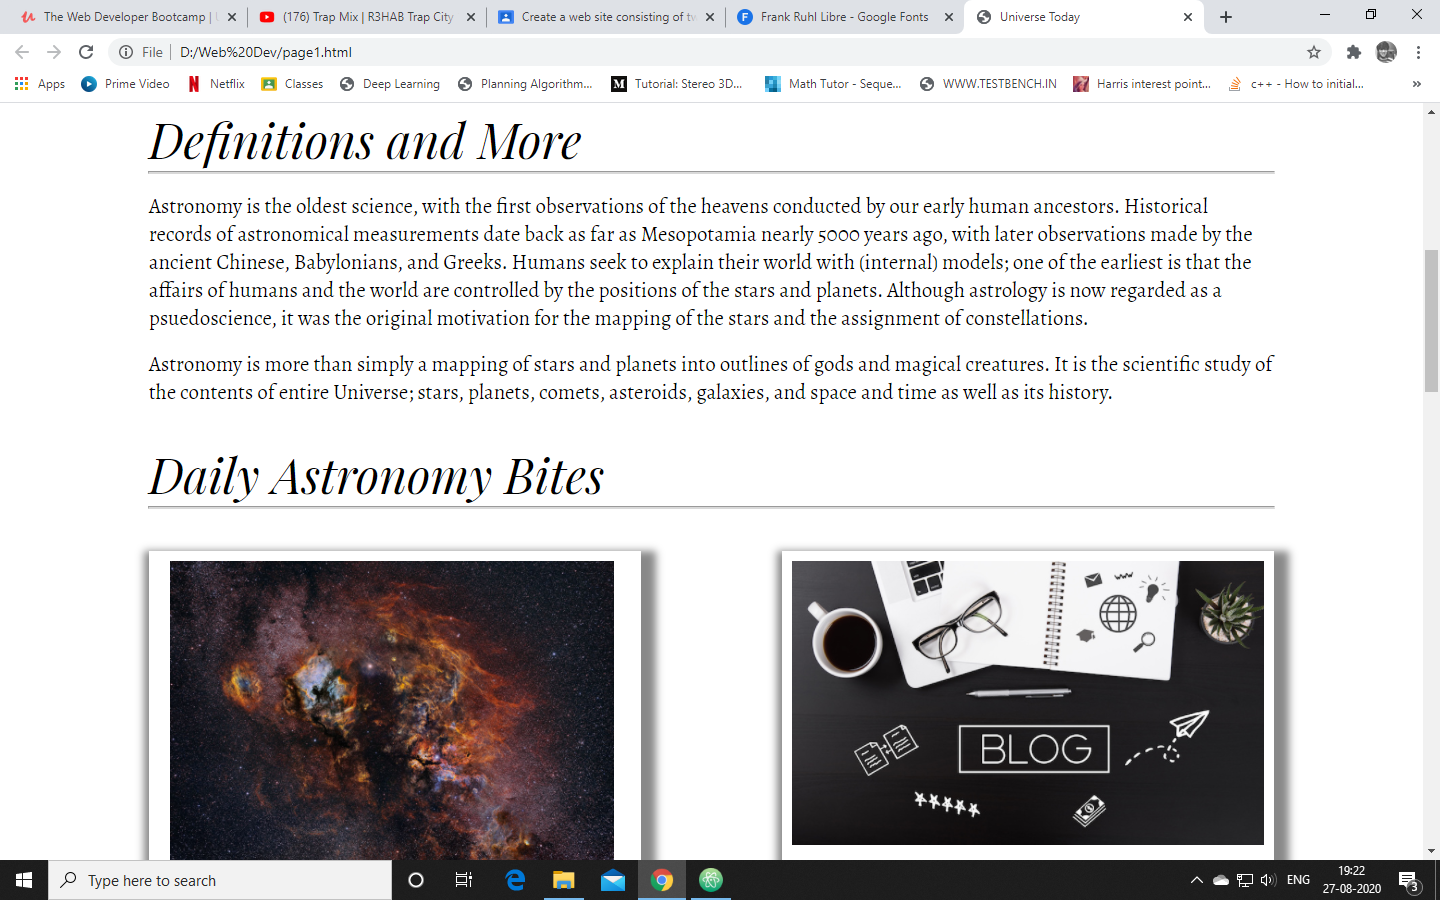 The Web Developer Bootcamp |
(176) Trap Mix | R3HAB Trap City
Create a web site consisting of tw
Frank Ruhl Libre - Google Fonts
Universe Today
File
D:/Web%20Dev/page1.html
Apps
Prime Video
Netflix
Classes
Deep Learning
Planning Algorithm...
Tutorial: Stereo 3D...
Math Tutor - Seque...
WWW.TESTBENCH.IN
Harris interest point...
c++ - How to initial...
»
Definitions and More
Astronomy is the oldest science, with the first observations of the heavens conducted by our early human ancestors. Historical
records of astronomical measurements date back as far as Mesopotamia nearly 5000 years ago, with later observations made by the
ancient Chinese, Babylonians, and Greeks. Humans seek to explain their world with (internal) models; one of the earliest is that the
affairs of humans and the world are controlled by the positions of the stars and planets. Although astrology is now regarded as a
psuedoscience, it was the original motivation for the mapping of the stars and the assignment of constellations.
Astronomy is more than simply a mapping of stars and planets into outlines of gods and magical creatures. It is the scientific study of
the contents of entire Universe; stars, planets, comets, asteroids, galaxies, and space and time as well as its history.
Daily Astronomy Bites
BLOG
Type here to search
ENG
19:22
27-08-2020
3